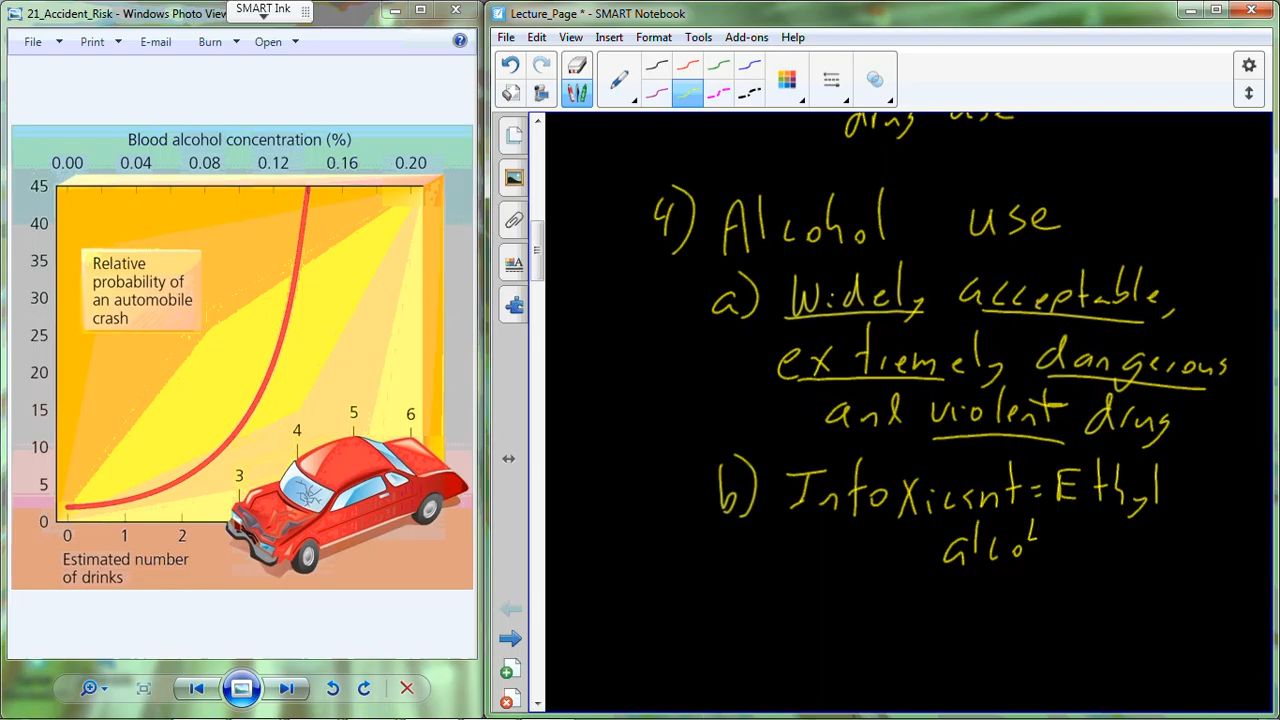 21_Accident_Risk - Windows Photo View
SMART Ink
File Print E-mail Burn Open
Blood alcohol concentration (%)
0.00 0.04 0.08 0.12 0.16 0.20
45
40
35
30
25
20
15
10
5
0
Relative
probability of
an automobile
crash
0 1 2 3 4 5 6
Estimated number
of drinks
Lecture_Page * - SMART Notebook
File Edit View Insert Format Tools Add-ons Help
drug use
4) Alcohol use
a) Widely acceptable,
extremely dangerous
and violent drug
b) Intoxicant = Ethyl
alcoh